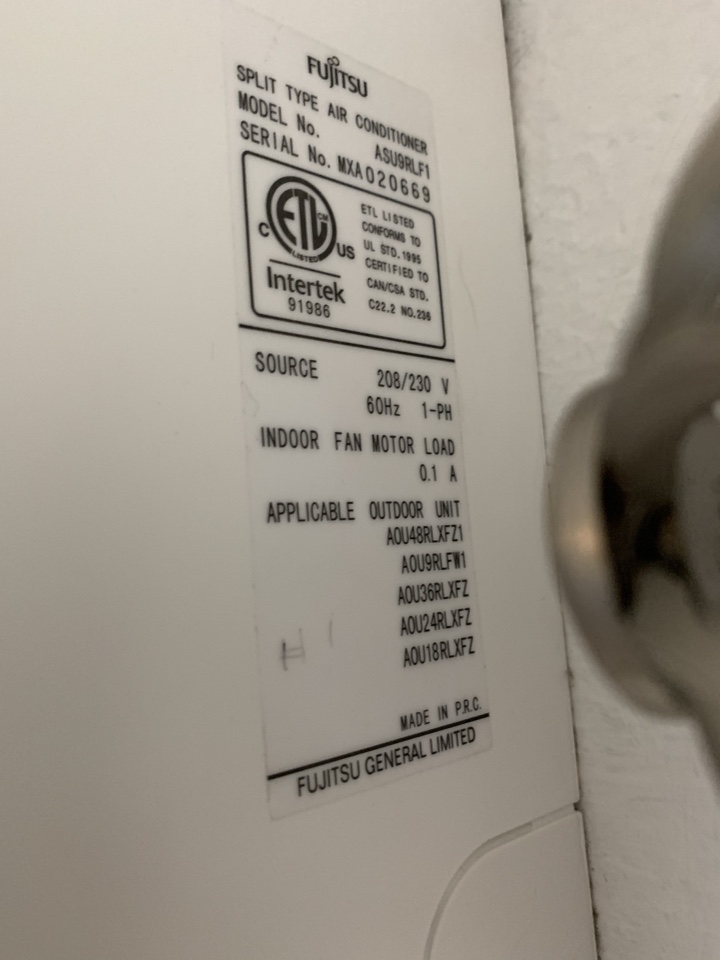 FUJITSU
SPLIT TYPE AIR CONDITIONER
MODEL No. ASU9RLF1
SERIAL No. MXA020669
C ETL CM LISTED US
Intertek
91986
ETL LISTED
CONFORMS TO
UL STD. 1995
CERTIFIED TO
CAN/CSA STD.
C22.2 NO.236
SOURCE 208/230 V
60Hz 1-PH
INDOOR FAN MOTOR LOAD
0.1 A
APPLICABLE OUTDOOR UNIT
AOU48RLXFZ1
AOU9RLFW1
AOU36RLXFZ
AOU24RLXFZ
AOU18RLXFZ
MADE IN P.R.C.
FUJITSU GENERAL LIMITED